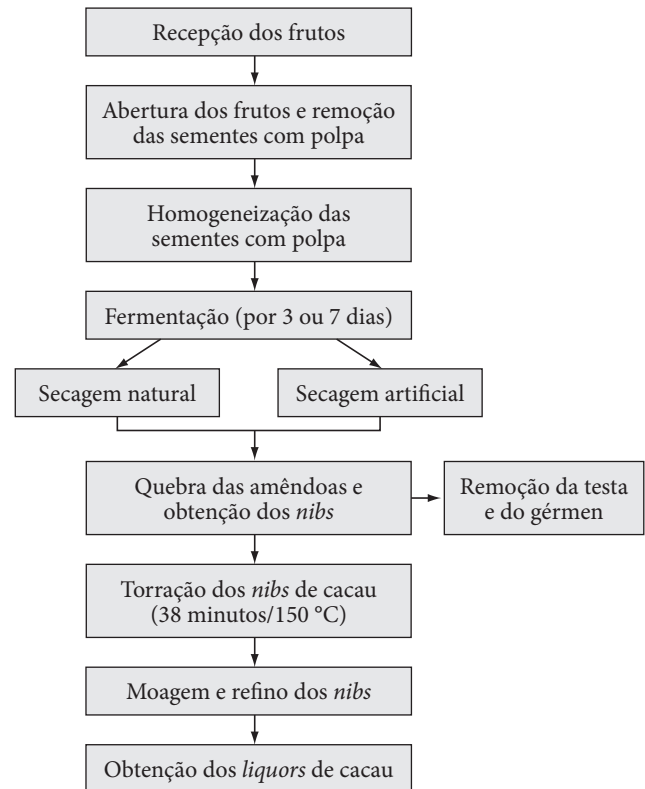 Recepção dos frutos
Abertura dos frutos e remoção
das sementes com polpa
Homogeneização das
sementes com polpa
Fermentação (por 3 ou 7 dias)
Secagem natural
Secagem artificial
Quebra das amêndoas e
obtenção dos nibs
Remoção da testa
e do gérmen
Torração dos nibs de cacau
(38 minutos/150 °C)
Moagem e refino dos nibs
Obtenção dos liquors de cacau